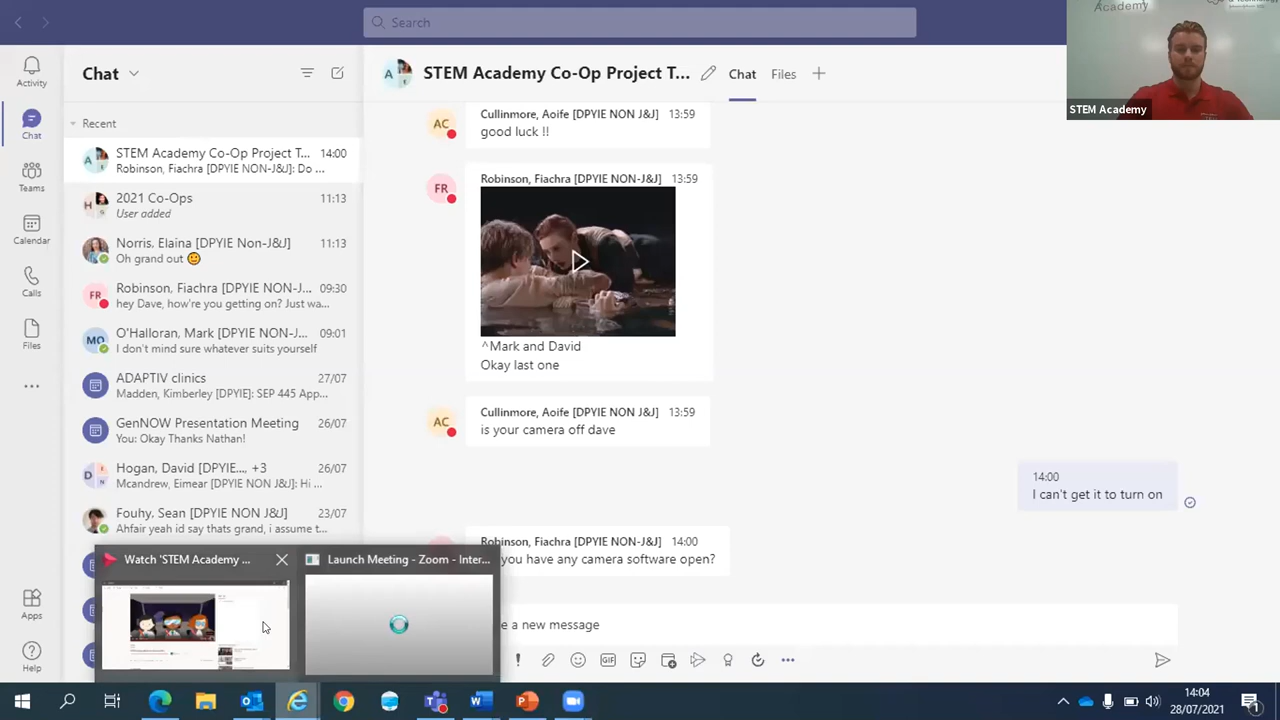 Search
Academy
STEM Academy
Activity
Chat
Teams
Calendar
Calls
Files
Apps
Help
Chat
Recent
STEM Academy Co-Op Project T... 14:00
Robinson, Fiachra [DPYIE NON-J&J]: Do ...
2021 Co-Ops 11:13
User added
Norris, Elaina [DPYIE Non-J&J] 11:13
Oh grand out
FR Robinson, Fiachra [DPYIE NON-J... 09:30
hey Dave, how're you getting on? Just wa...
MO O'Halloran, Mark [DPYIE NON-J... 09:01
I don't mind sure whatever suits yourself
ADAPTIV clinics 27/07
Madden, Kimberley [DPYIE]: SEP 445 App...
GenNOW Presentation Meeting 26/07
You: Okay Thanks Nathan!
Hogan, David [DPYIE..., +3 26/07
Mcandrew, Eimear [DPYIE NON J&J]: Hi ...
Fouhy, Sean [DPYIE NON J&J] 23/07
Ahfair yeah id say thats grand, i assume t...
STEM Academy Co-Op Project T... Chat Files
AC Cullinmore, Aoife [DPYIE NON J&J] 13:59
good luck !!
FR Robinson, Fiachra [DPYIE NON-J&J] 13:59
^Mark and David
Okay last one
AC Cullinmore, Aoife [DPYIE NON J&J] 13:59
is your camera off dave
14:00
I can't get it to turn on
Robinson, Fiachra [DPYIE NON-J&J] 14:00
you have any camera software open?
e a new message
GIF
Watch 'STEM Academy ...
Launch Meeting - Zoom - Inter...
14:04
28/07/2021